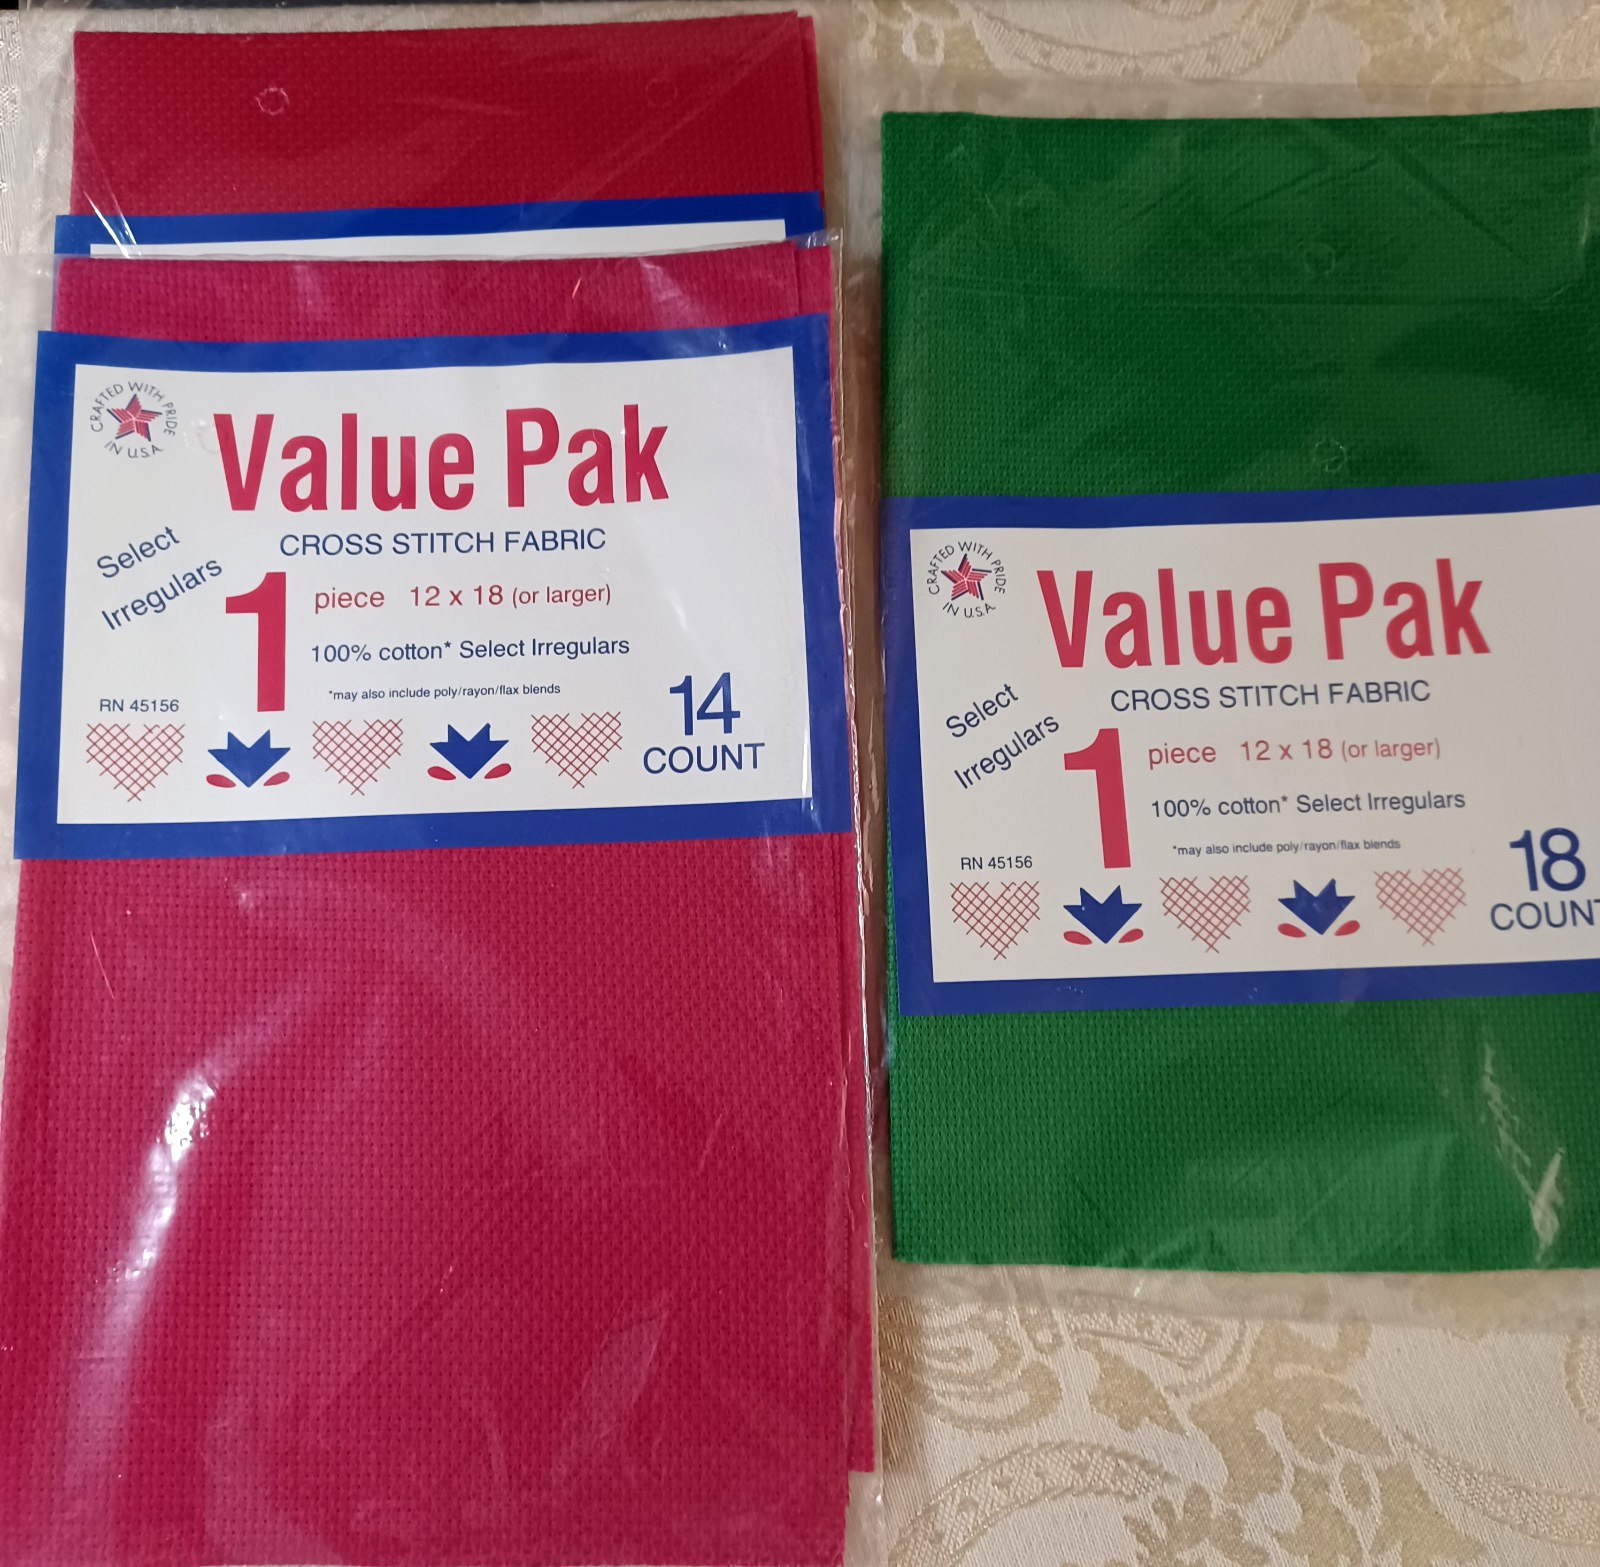 CRAFTED WITH PRIDE
IN U.S.A.
Value Pak
CROSS STITCH FABRIC
Select
Irregulars
1 piece 12 x 18 (or larger)
100% cotton* Select Irregulars
*may also include poly/rayon/flax blends
RN 45156
14
COUNT
CRAFTED WITH PRIDE
IN U.S.A.
Value Pak
CROSS STITCH FABRIC
Select
Irregulars
1 piece 12 x 18 (or larger)
100% cotton* Select Irregulars
*may also include poly/rayon/flax blends
RN 45156
18
COUNT